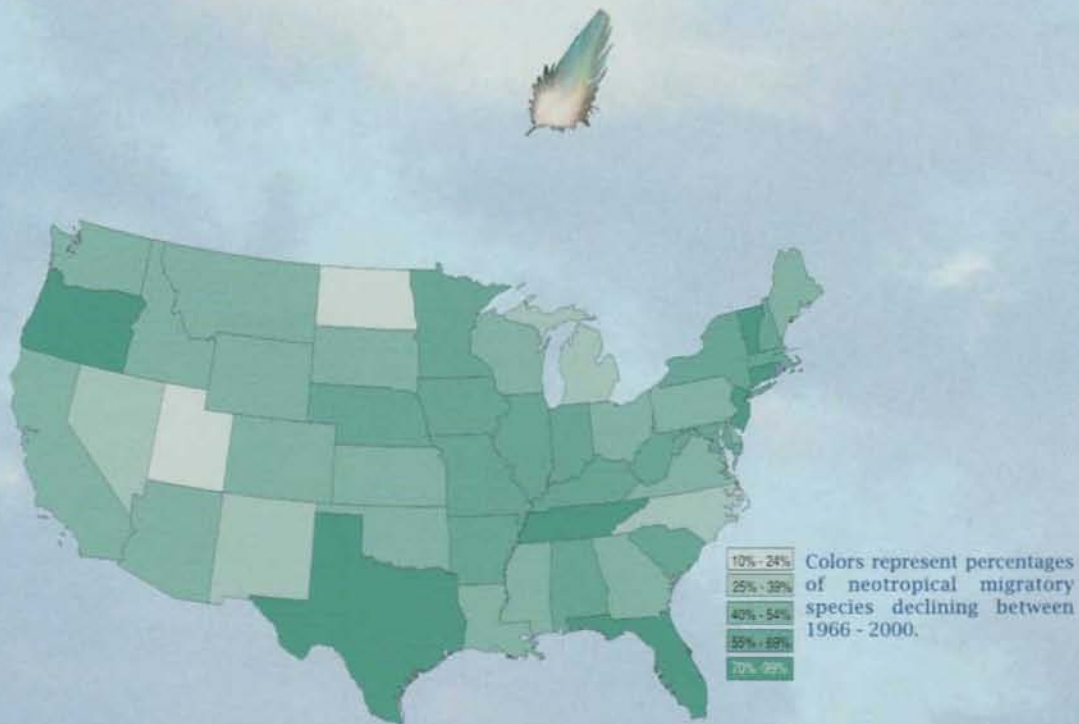 10% - 24%
25% - 39%
40% - 54%
55% - 69%
70% -99%
Colors represent percentages
of neotropical migratory
species declining between
1966 - 2000.